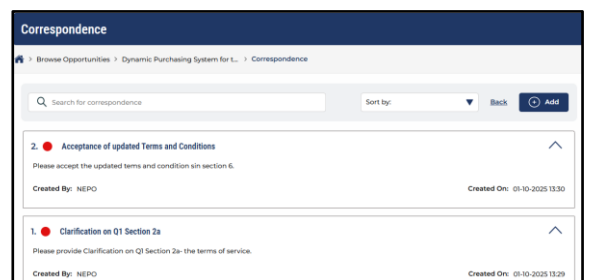 Correspondence
> Browse Opportunities > Dynamic Purchasing System for t... > Correspondence
Search for correspondence Sort by: Back Add
2. Acceptance of updated Terms and Conditions
Please accept the updated tems and condition sin section 6.
Created By: NEPO Created On: 01-10-2025 13:30
1. Clarification on Q1 Section 2a
Please provide Clarification on Q1 Section 2a- the terms of service.
Created By: NEPO Created On: 01-10-2025 13:29